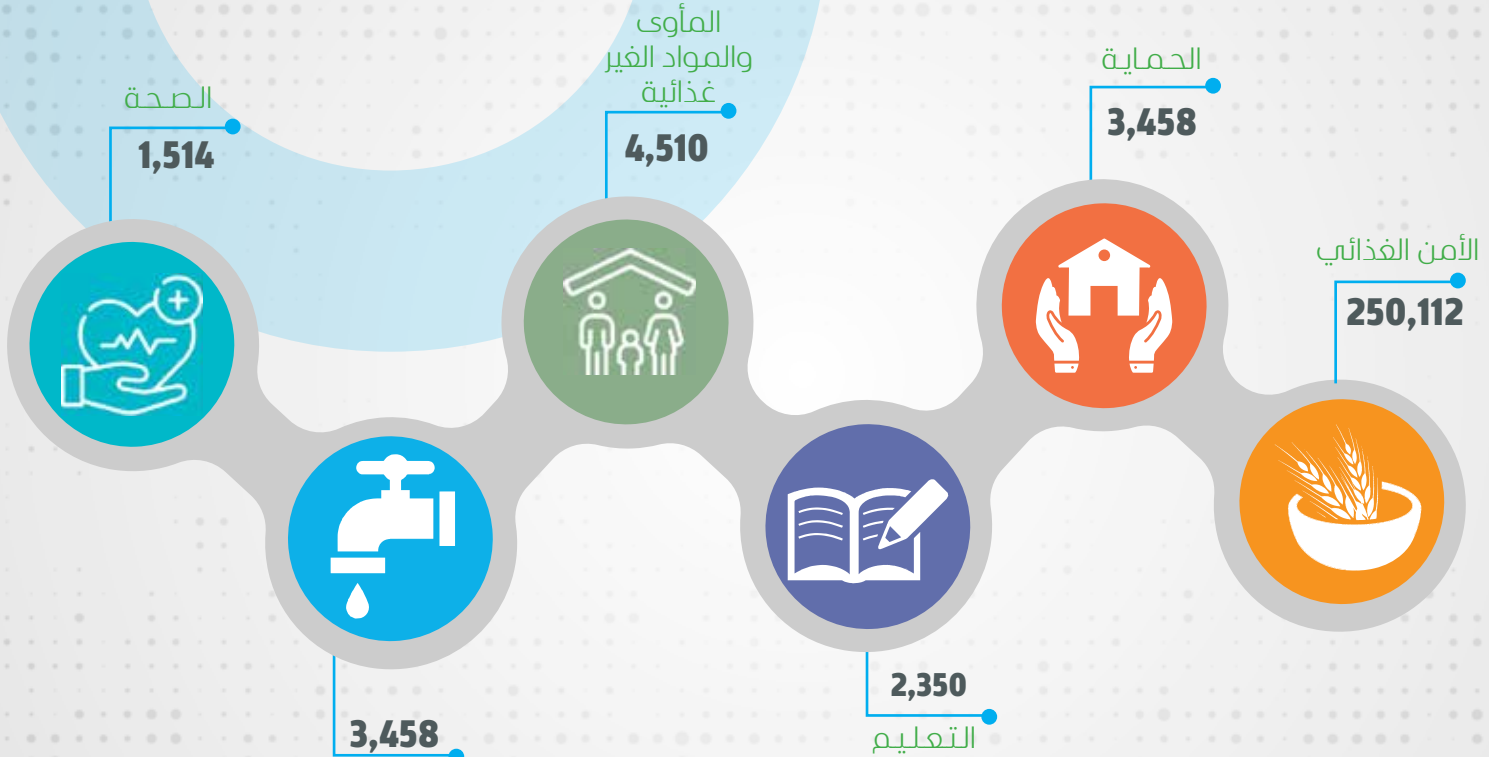 المأوى
والمواد الغير
غذائية
4,510
الحماية
3,458
الصحة
1,514
الأمن الغذائي
250,112
2,350
التعليم
3,458